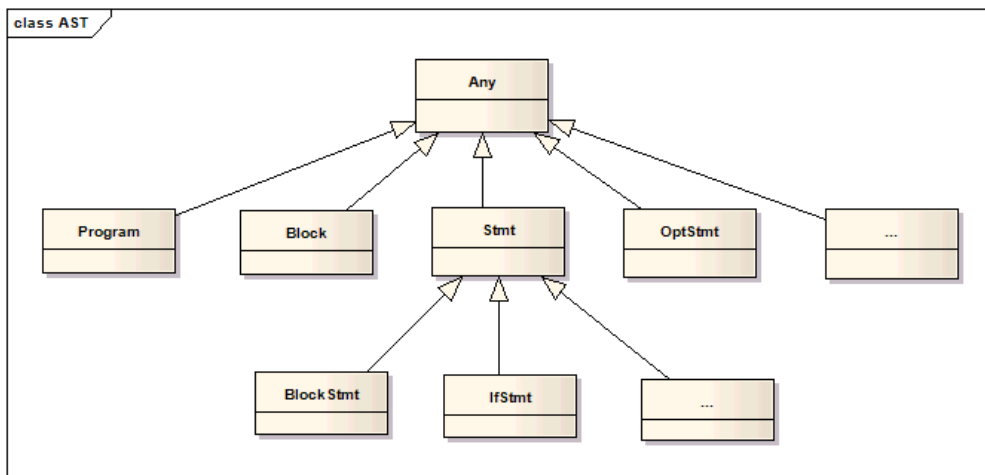 class AST
Any
Program
Block
Stmt
OptStmt
...
BlockStmt
IfStmt
...